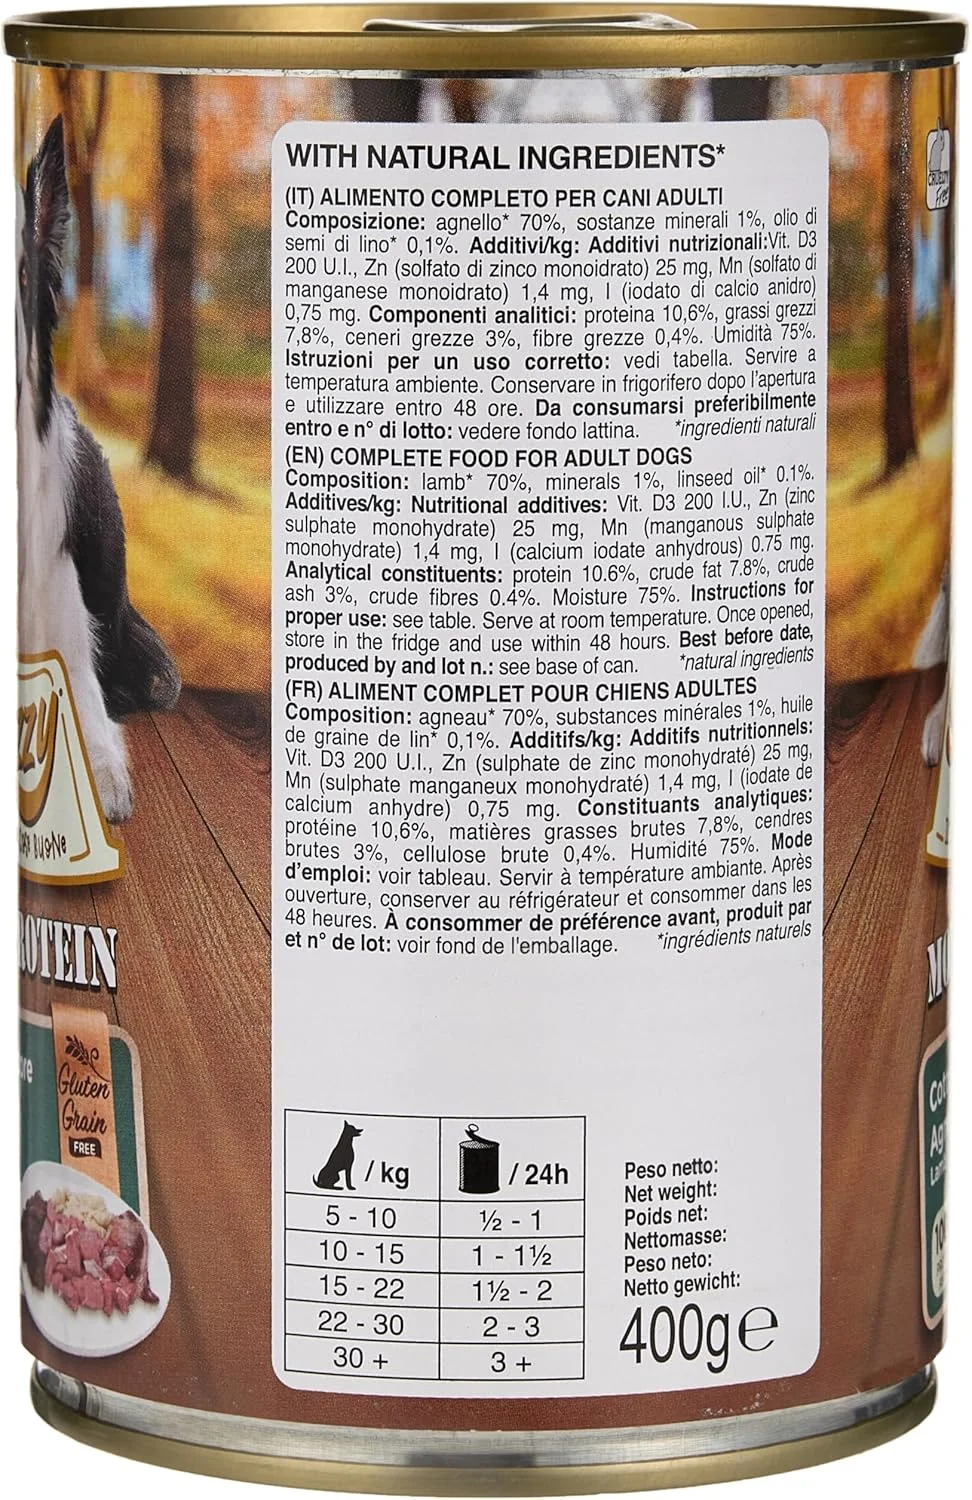 WITH NATURAL INGREDIENTS*
(IT) ALIMENTO COMPLETO PER CANI ADULTI
Composizione: agnello* 70%, sostanze minerali 1%, olio di
semi di lino* 0,1%. Additivi/kg: Additivi nutrizionali:Vit. D3
200 U.I., Zn (solfato di zinco monoidrato) 25 mg, Mn (solfato di
manganese monoidrato) 1,4 mg, I (iodato di calcio anidro)
0,75 mg. Componenti analitici: proteina 10,6%, grassi grezzi
7,8%, ceneri grezze 3%, fibre grezze 0,4%. Umidità 75%.
Istruzioni per un uso corretto: vedi tabella. Servire a
temperatura ambiente. Conservare in frigorifero dopo l'apertura
e utilizzare entro 48 ore. Da consumarsi preferibilmente
entro e n° di lotto: vedere fondo lattina. *ingredienti naturali
(EN) COMPLETE FOOD FOR ADULT DOGS
Composition: lamb* 70%, minerals 1%, linseed oil* 0.1%.
Additives/kg: Nutritional additives: Vit. D3 200 I.U., Zn (zinc
sulphate monohydrate) 25 mg, Mn (manganous sulphate
monohydrate) 1,4 mg, I (calcium iodate anhydrous) 0.75 mg.
Analytical constituents: protein 10.6%, crude fat 7.8%, crude
ash 3%, crude fibres 0.4%. Moisture 75%. Instructions for
proper use: see table. Serve at room temperature. Once opened,
store in the fridge and use within 48 hours. Best before date,
produced by and lot n.: see base of can. *natural ingredients
(FR) ALIMENT COMPLET POUR CHIENS ADULTES
Composition: agneau* 70%, substances minérales 1%, huile
de graine de lin* 0,1%. Additifs/kg: Additifs nutritionnels:
Vit. D3 200 U.I., Zn (sulphate de zinc monohydraté) 25 mg,
Mn (sulphate manganeux monohydraté) 1,4 mg, I (iodate de
calcium anhydre) 0,75 mg. Constituants analytiques:
protéine 10,6%, matières grasses brutes 7,8%, cendres
brutes 3%, cellulose brute 0,4%. Humidité 75%. Mode
d'emploi: voir tableau. Servir à température ambiante. Après
ouverture, conserver au réfrigérateur et consommer dans les
48 heures. À consommer de préférence avant, produit par
et n° de lot: voir fond de l'emballage. *ingrédients naturels
/ kg / 24h
5 - 10 ½ - 1
10 - 15 1 - 1½
15 - 22 1½ - 2
22 - 30 2 - 3
30 + 3 +
Peso netto:
Net weight:
Poids net:
Nettomasse:
Peso neto:
Netto gewicht:
400g℮
zzy
BUONE
ROTEIN
Gluten
Grain
FREE
CRUELTY
Free